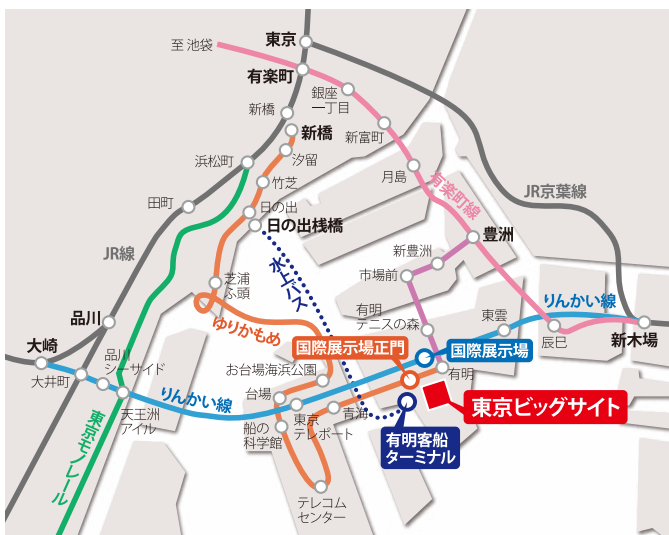 東京
至 池袋
有楽町
銀座
一丁目
新橋
新橋
新富町
汐留
浜松町
月島
竹芝
有楽町線
JR京葉線
田町
日の出
日の出桟橋
豊洲
JR線
水上バス
新豊洲
市場前
芝浦
ふ頭
ゆりかもめ
有明
テニスの森
東雲
りんかい線
品川
辰巳
新木場
大崎
品川
シーサイド
国際展示場正門
国際展示場
大井町
お台場海浜公園
有明
台場
りんかい線
天王洲
アイル
東京
テレポート
青海
東京ビッグサイト
船の
科学館
有明客船
ターミナル
東京モノレール
テレコム
センター